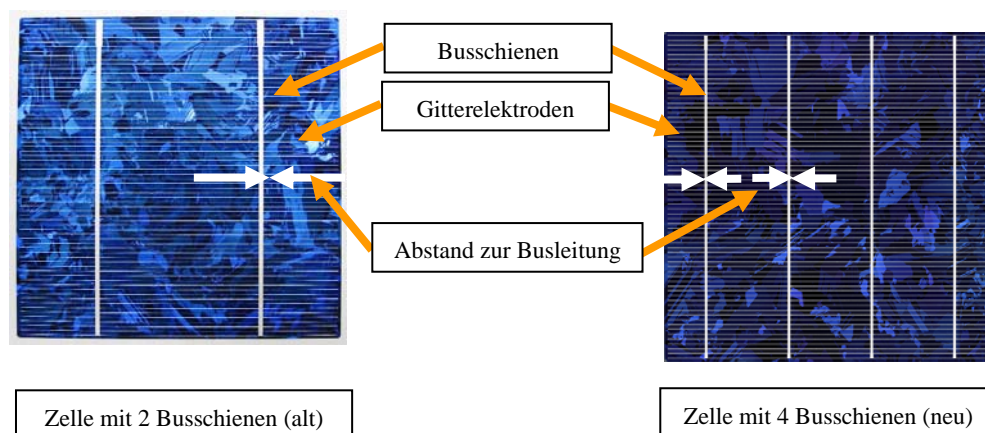 Busschienen
Gitterelektroden
Abstand zur Busleitung
Zelle mit 2 Busschienen (alt)
Zelle mit 4 Busschienen (neu)